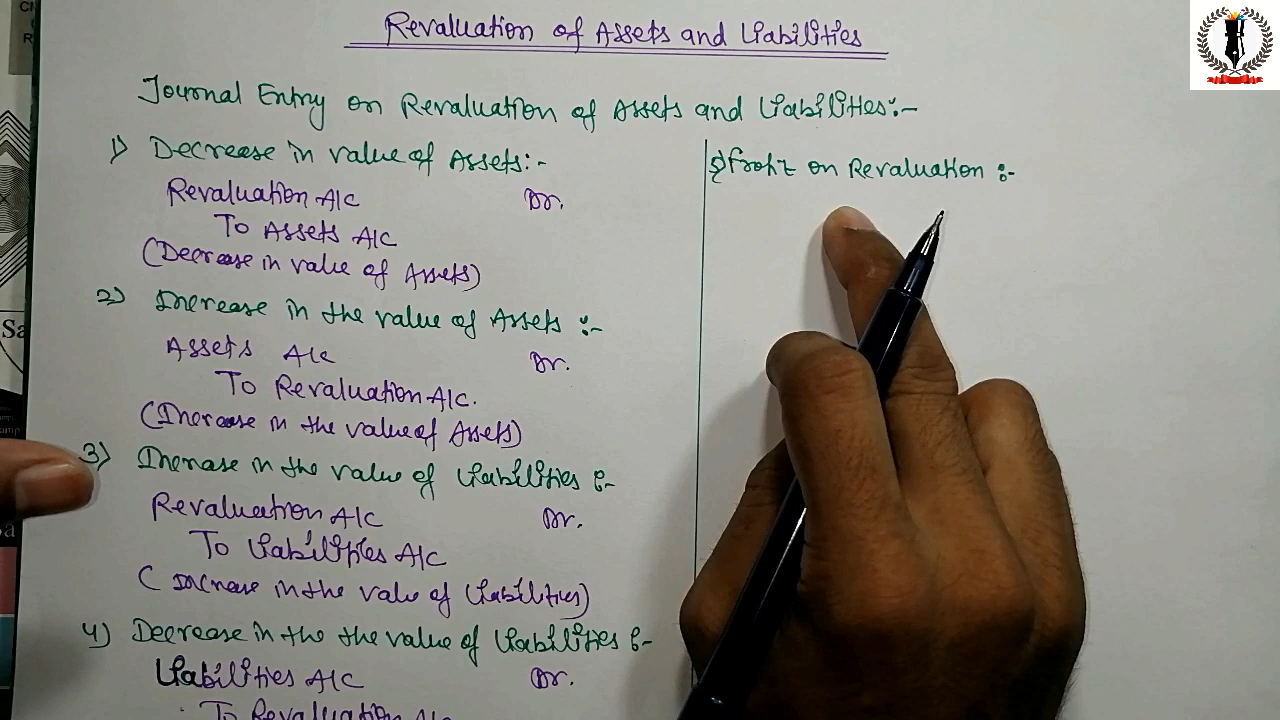 Revaluation of Assets and Liabilities
Journal Entry on Revaluation of Assets and Liabilities:-
1) Decrease in value of Assets:-
Revaluation A/c Dr.
To Assets A/c
(Decrease in value of Assets)
2) Increase in the value of Assets :-
Assets A/c Dr.
To Revaluation A/c.
(Increase in the value of Assets)
3) Increase in the value of Liabilities :-
Revaluation A/c Dr.
To Liabilities A/c
( Increase in the value of Liabilities)
4) Decrease in the the value of Liabilities :-
Liabilities A/c Dr.
To Revaluation A/c
Profit on Revaluation :-
Sa